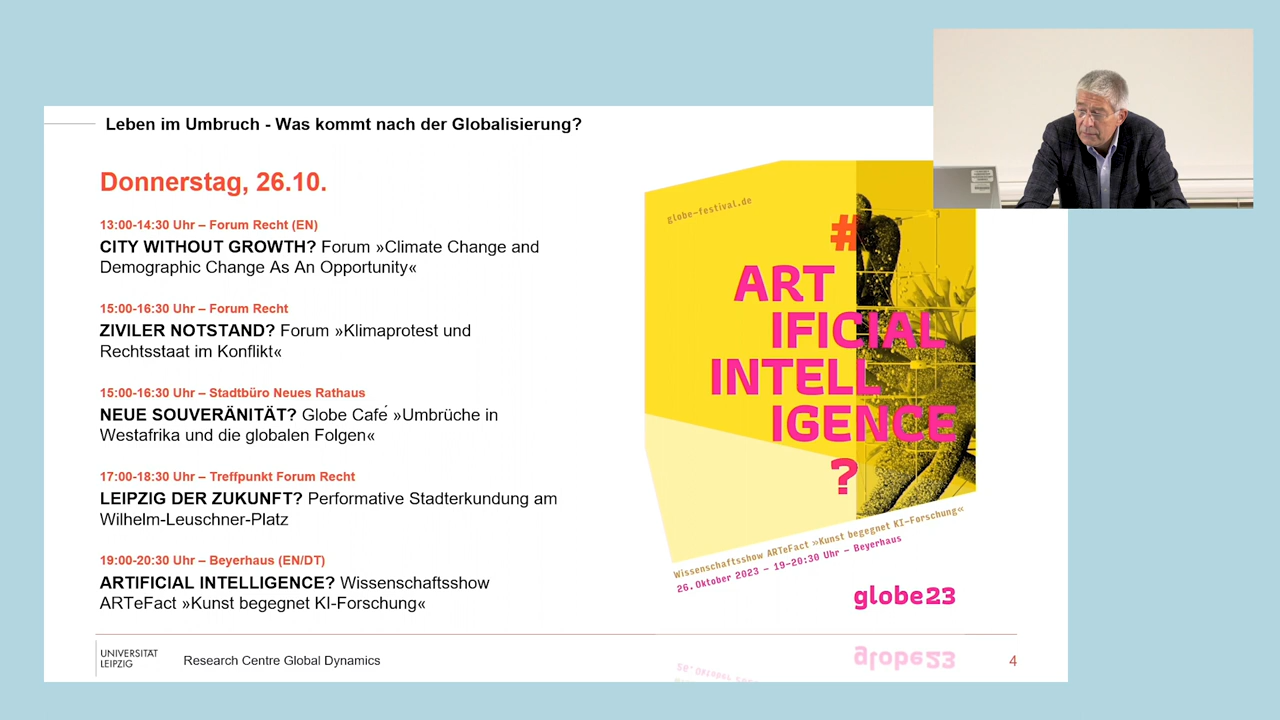 Leben im Umbruch - Was kommt nach der Globalisierung?
Donnerstag, 26.10.
13:00-14:30 Uhr – Forum Recht (EN)
CITY WITHOUT GROWTH? Forum »Climate Change and
Demographic Change As An Opportunity«
15:00-16:30 Uhr – Forum Recht
ZIVILER NOTSTAND? Forum »Klimaprotest und
Rechtsstaat im Konflikt«
15:00-16:30 Uhr – Stadtbüro Neues Rathaus
NEUE SOUVERÄNITÄT? Globe Café »Umbrüche in
Westafrika und die globalen Folgen«
17:00-18:30 Uhr – Treffpunkt Forum Recht
LEIPZIG DER ZUKUNFT? Performative Stadterkundung am
Wilhelm-Leuschner-Platz
19:00-20:30 Uhr – Beyerhaus (EN/DT)
ARTIFICIAL INTELLIGENCE? Wissenschaftsshow
ARTeFact »Kunst begegnet KI-Forschung«
globe-festival.de
#
ART
IFICIAL
INTELL
IGENCE
?
Wissenschaftsshow ARTeFact »Kunst begegnet KI-Forschung«
26. Oktober 2023 – 19–20:30 Uhr – Beyerhaus
globe23
UNIVERSITÄT
LEIPZIG
Research Centre Global Dynamics
4